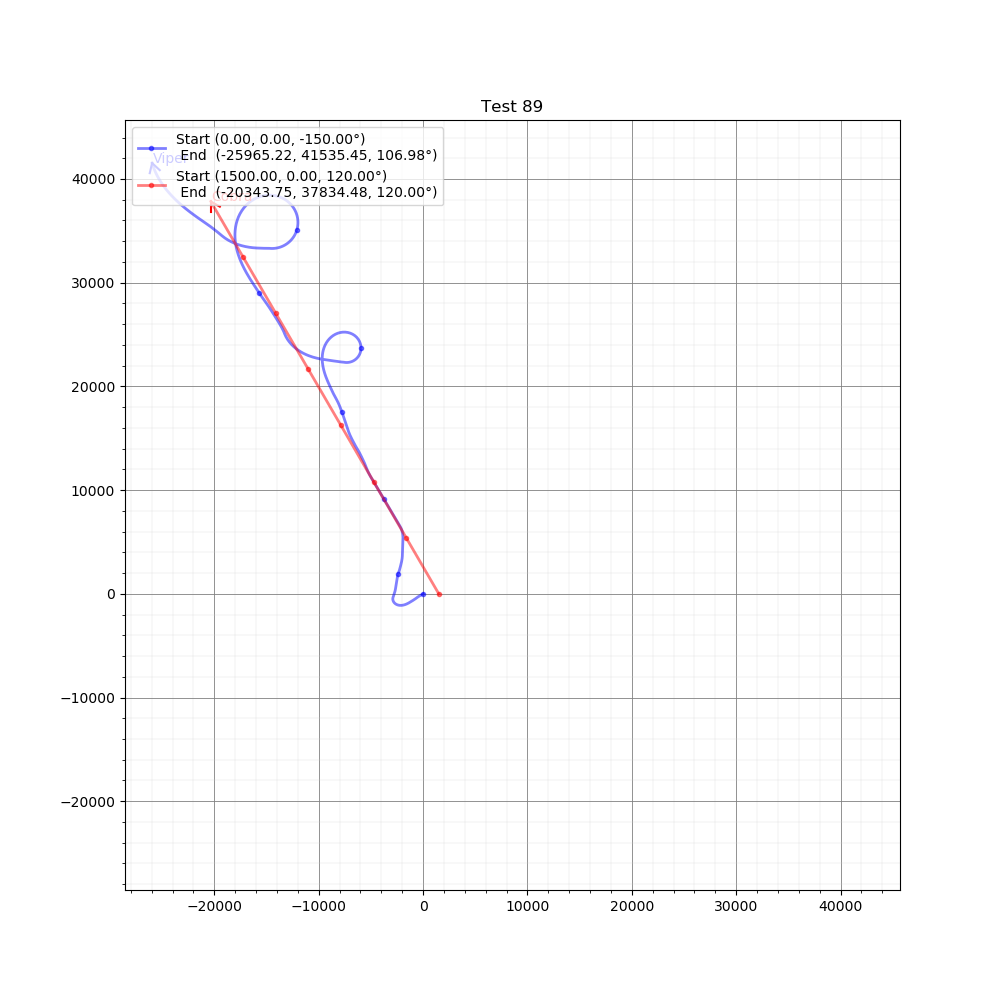 Test 89
Start (0.00, 0.00, -150.00°)
End (-25965.22, 41535.45, 106.98°)
Start (1500.00, 0.00, 120.00°)
End (-20343.75, 37834.48, 120.00°)
Viper
40000
30000
20000
10000
0
−10000
−20000
−20000 −10000 0 10000 20000 30000 40000